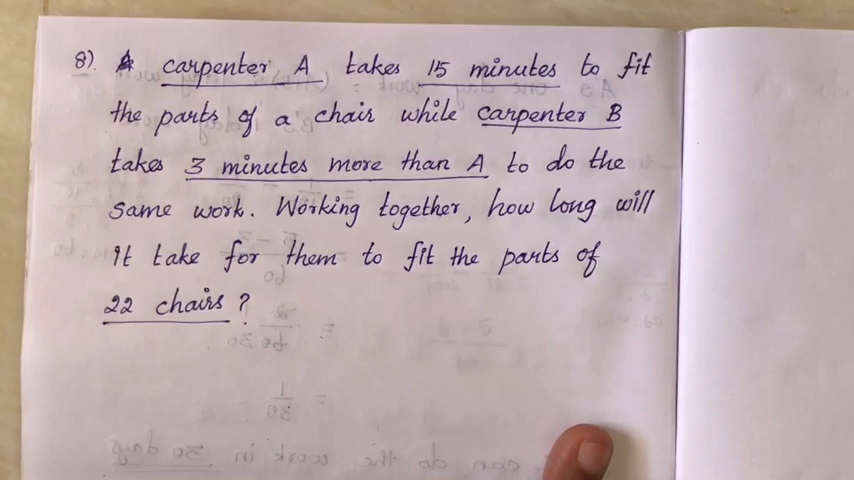 8). carpenter A takes 15 minutes to fit
the parts of a chair while carpenter B
takes 3 minutes more than A to do the
same work. Working together, how long will
it take for them to fit the parts of
22 chairs?